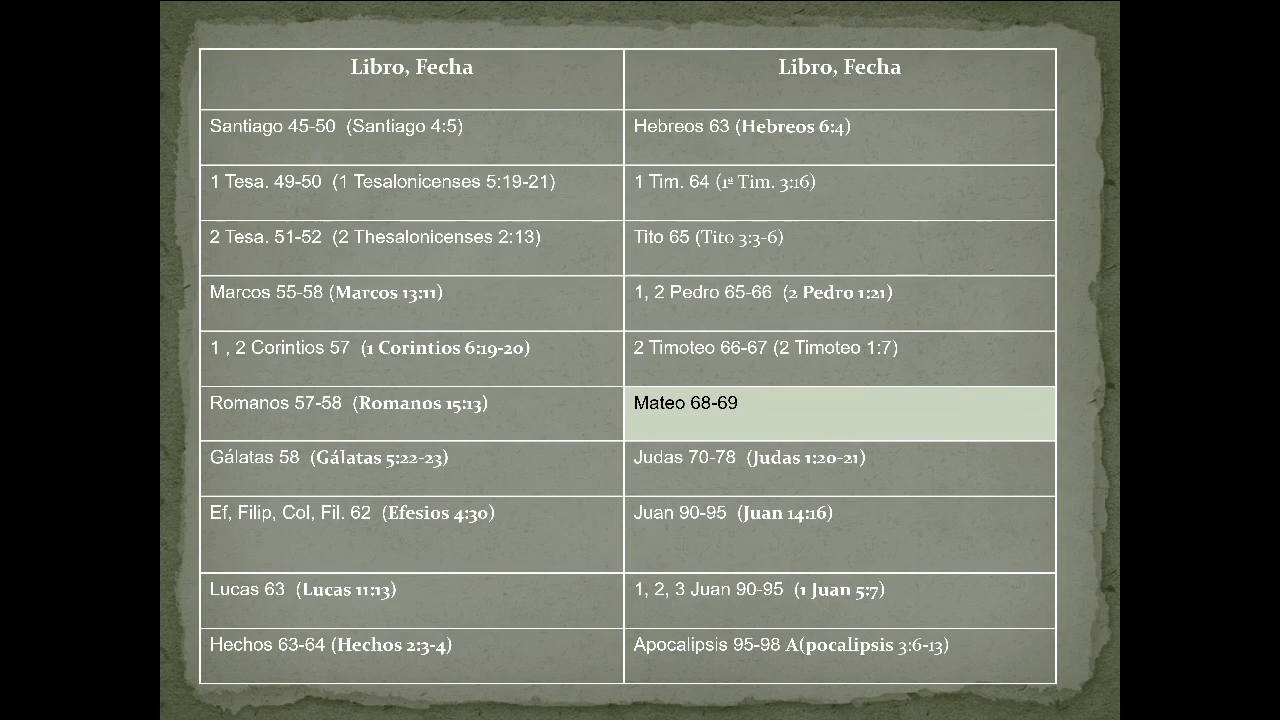 Libro, Fecha
Libro, Fecha
Santiago 45-50 (Santiago 4:5)
Hebreos 63 (Hebreos 6:4)
1 Tesa. 49-50 (1 Tesalonicenses 5:19-21)
1 Tim. 64 (1ª Tim. 3:16)
2 Tesa. 51-52 (2 Thesalonicenses 2:13)
Tito 65 (Tito 3:3-6)
Marcos 55-58 (Marcos 13:11)
1, 2 Pedro 65-66 (2 Pedro 1:21)
1 , 2 Corintios 57 (1 Corintios 6:19-20)
2 Timoteo 66-67 (2 Timoteo 1:7)
Romanos 57-58 (Romanos 15:13)
Mateo 68-69
Gálatas 58 (Gálatas 5:22-23)
Judas 70-78 (Judas 1:20-21)
Ef, Filip, Col, Fil. 62 (Efesios 4:30)
Juan 90-95 (Juan 14:16)
Lucas 63 (Lucas 11:13)
1, 2, 3 Juan 90-95 (1 Juan 5:7)
Hechos 63-64 (Hechos 2:3-4)
Apocalipsis 95-98 A(pocalipsis 3:6-13)